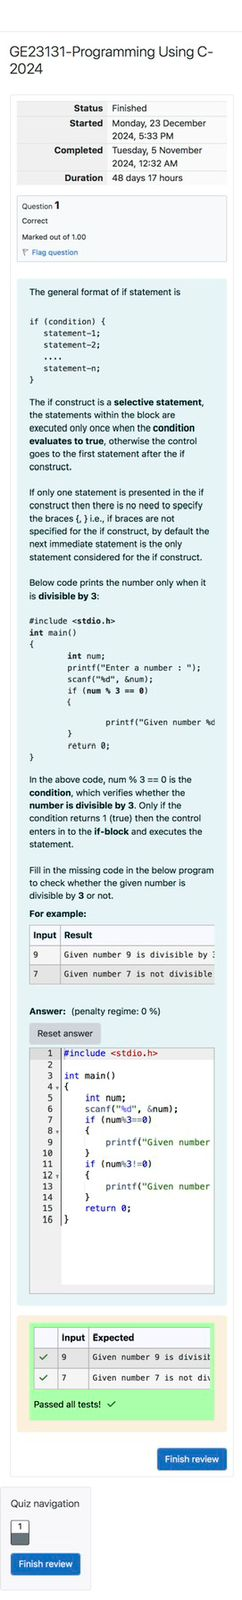 GE23131-Programming Using C-
2024
Status Finished
Started Monday, 23 December
2024, 5:33 PM
Completed Tuesday, 5 November
2024, 12:32 AM
Duration 48 days 17 hours
Question 1
Correct
Marked out of 1.00
Flag question
The general format of if statement is
if (condition) {
statement-1;
statement-2;
....
statement-n;
}
The if construct is a selective statement,
the statements within the block are
executed only once when the condition
evaluates to true, otherwise the control
goes to the first statement after the if
construct.
If only one statement is presented in the if
construct then there is no need to specify
the braces {, } i.e., if braces are not
specified for the if construct, by default the
next immediate statement is the only
statement considered for the if construct.
Below code prints the number only when it
is divisible by 3:
#include <stdio.h>
int main()
{
int num;
printf("Enter a number : ");
scanf("%d", &num);
if (num % 3 == 0)
{
printf("Given number %d
}
return 0;
}
In the above code, num % 3 == 0 is the
condition, which verifies whether the
number is divisible by 3. Only if the
condition returns 1 (true) then the control
enters in to the if-block and executes the
statement.
Fill in the missing code in the below program
to check whether the given number is
divisible by 3 or not.
For example:
Input Result
9 Given number 9 is divisible by
7 Given number 7 is not divisible
Answer: (penalty regime: 0 %)
Reset answer
1 #include <stdio.h>
2
3 int main()
4 {
5 int num;
6 scanf("%d", &num);
7 if (num%3==0)
8 {
9 printf("Given number
10 }
11 if (num%3!=0)
12 {
13 printf("Given number
14 }
15 return 0;
16 }
Input Expected
9 Given number 9 is divisib
7 Given number 7 is not div
Passed all tests!
Finish review
Quiz navigation
1
Finish review